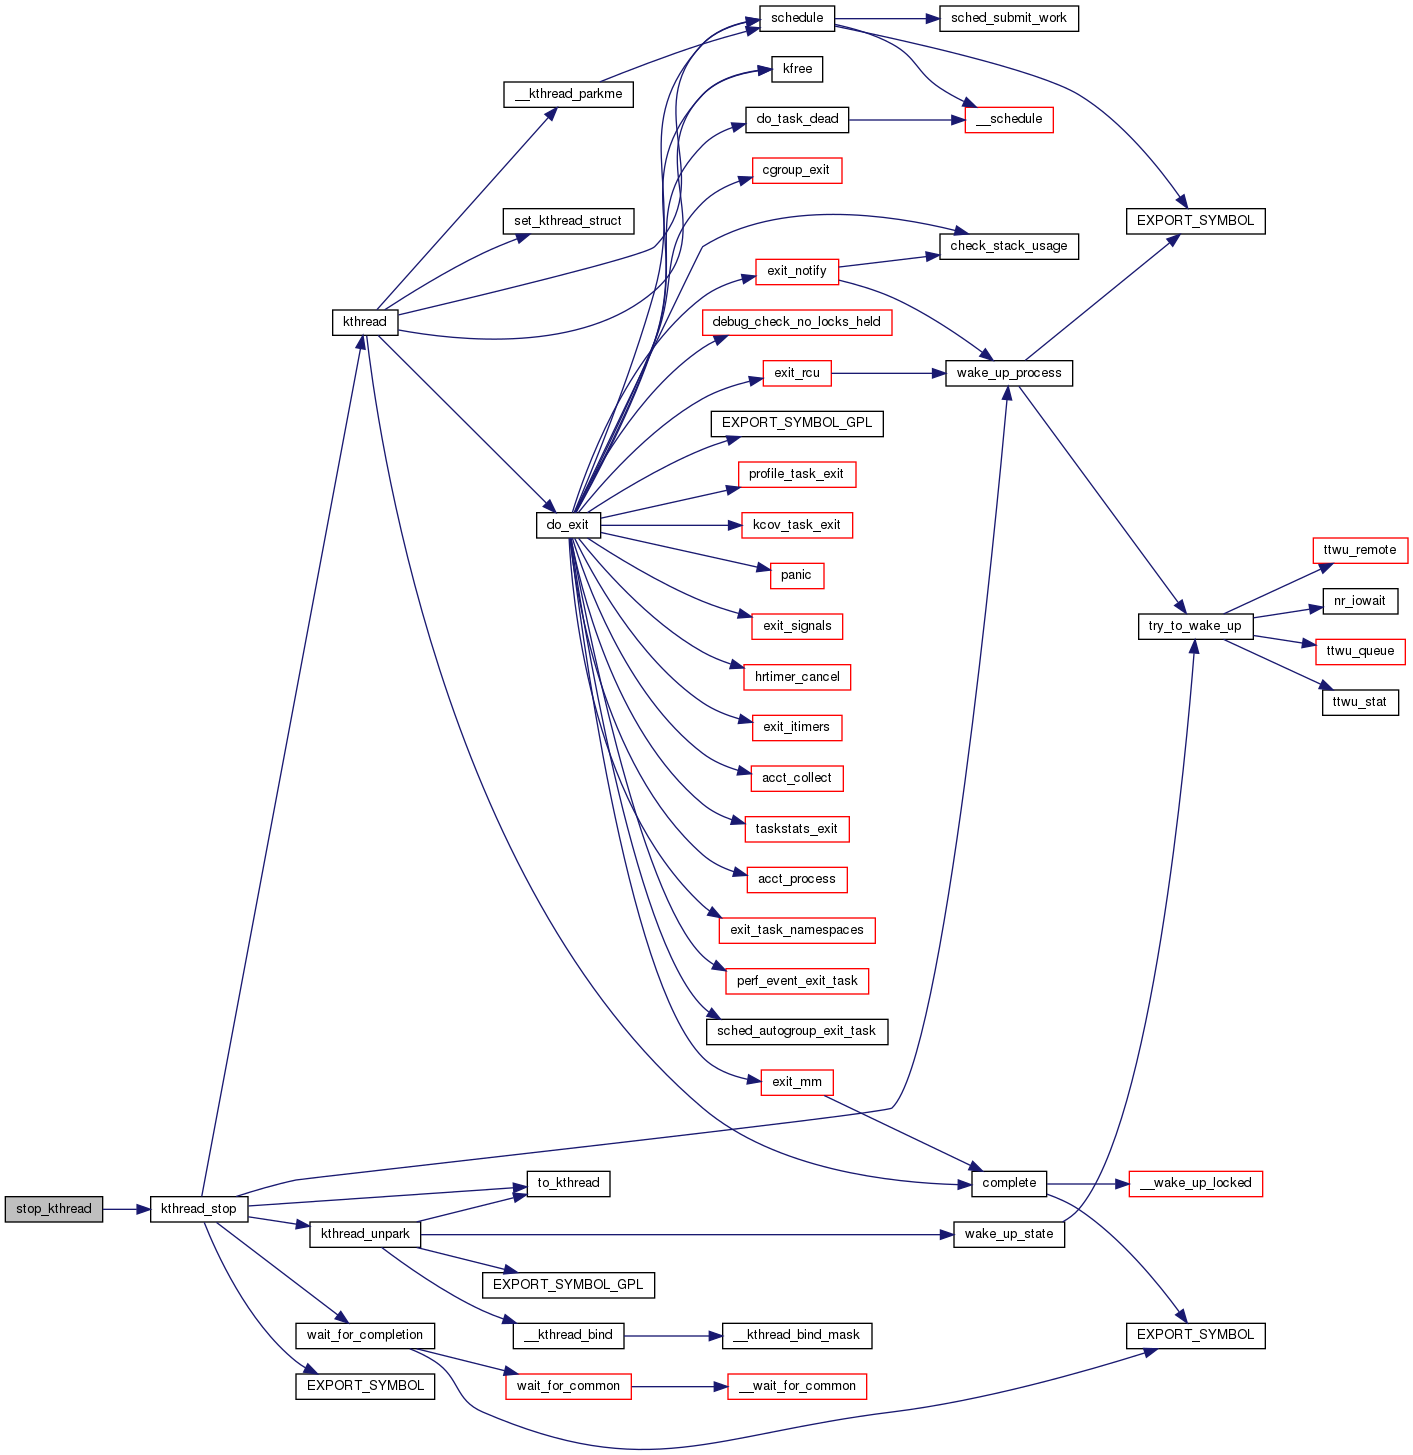 schedule
sched_submit_work
kfree
__kthread_parkme
do_task_dead
__schedule
cgroup_exit
set_kthread_struct
EXPORT_SYMBOL
check_stack_usage
exit_notify
kthread
debug_check_no_locks_held
exit_rcu
wake_up_process
EXPORT_SYMBOL_GPL
profile_task_exit
do_exit
kcov_task_exit
ttwu_remote
panic
nr_iowait
exit_signals
try_to_wake_up
ttwu_queue
hrtimer_cancel
ttwu_stat
exit_itimers
acct_collect
taskstats_exit
acct_process
exit_task_namespaces
perf_event_exit_task
sched_autogroup_exit_task
exit_mm
to_kthread
complete
__wake_up_locked
stop_kthread
kthread_stop
kthread_unpark
wake_up_state
EXPORT_SYMBOL_GPL
wait_for_completion
__kthread_bind
__kthread_bind_mask
EXPORT_SYMBOL
EXPORT_SYMBOL
wait_for_common
__wait_for_common